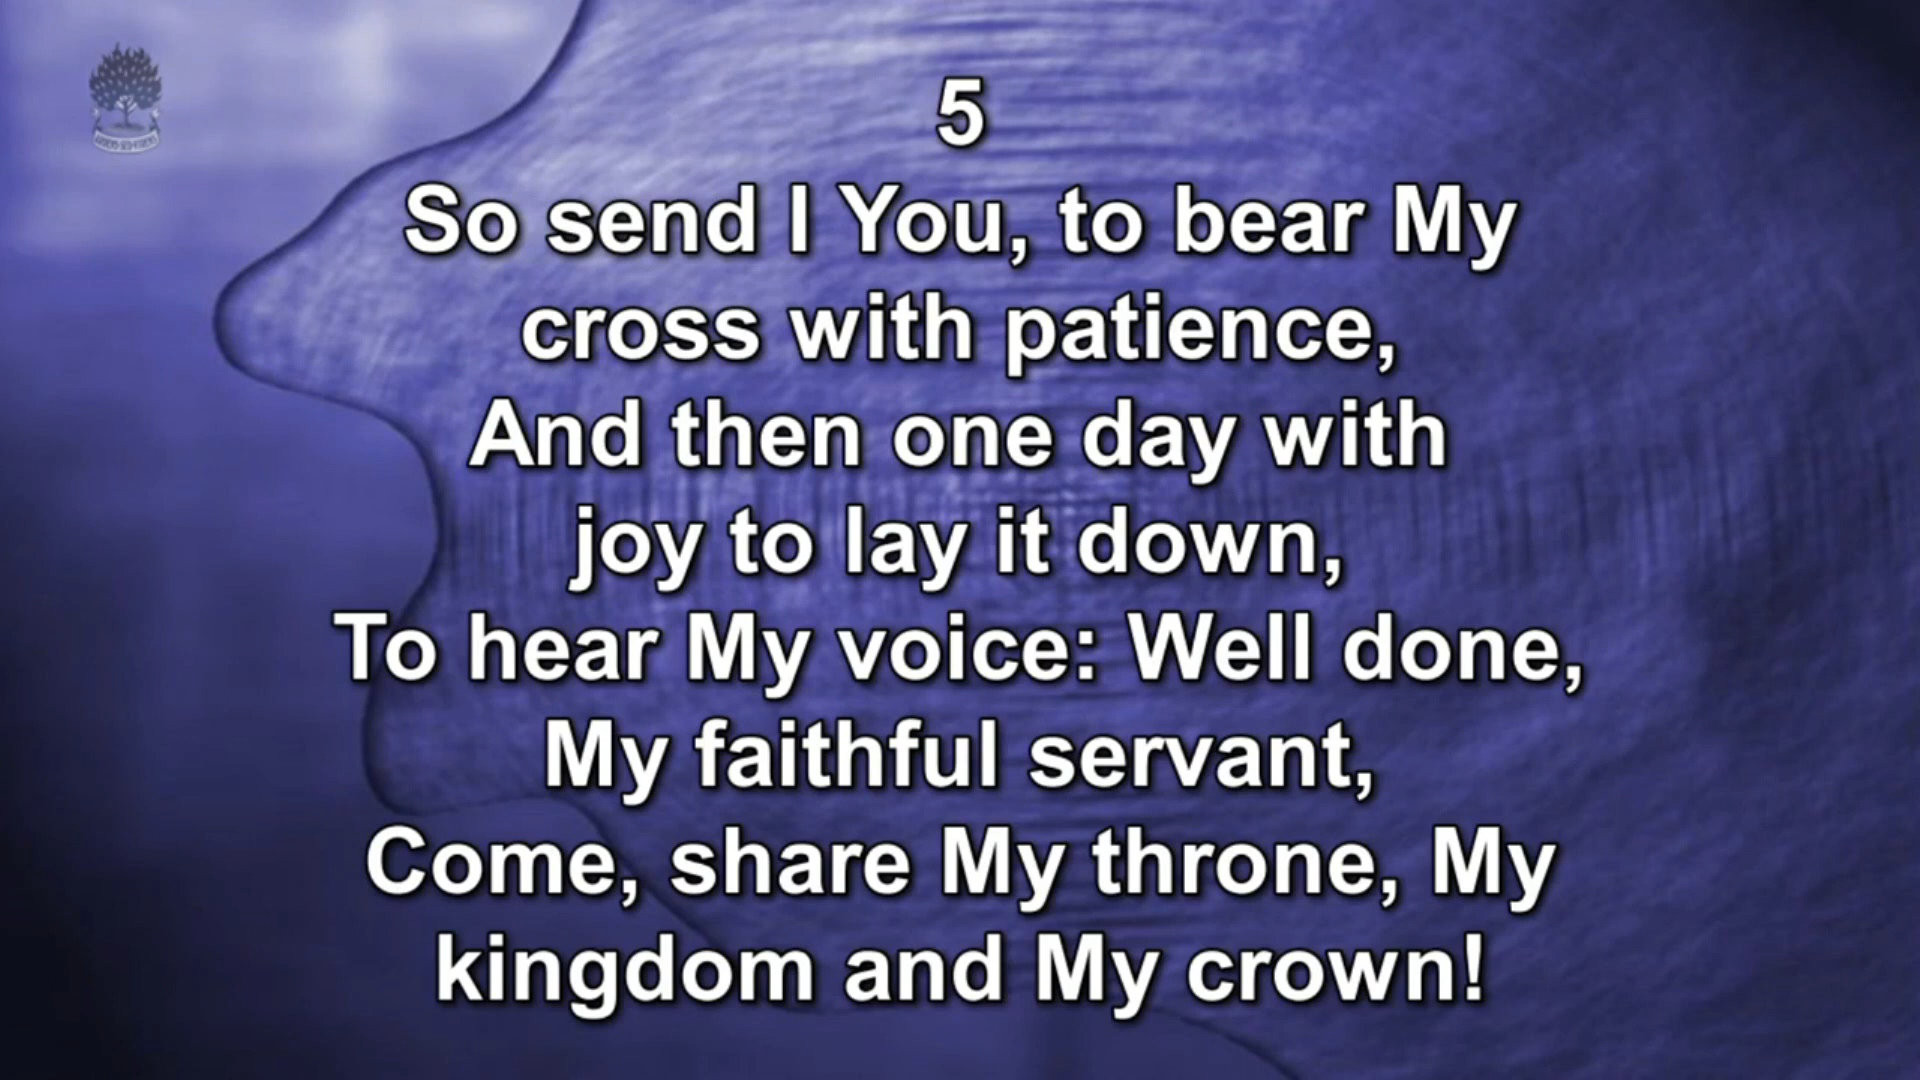 5
So send I You, to bear My
cross with patience,
And then one day with
joy to lay it down,
To hear My voice: Well done,
My faithful servant,
Come, share My throne, My
kingdom and My crown!